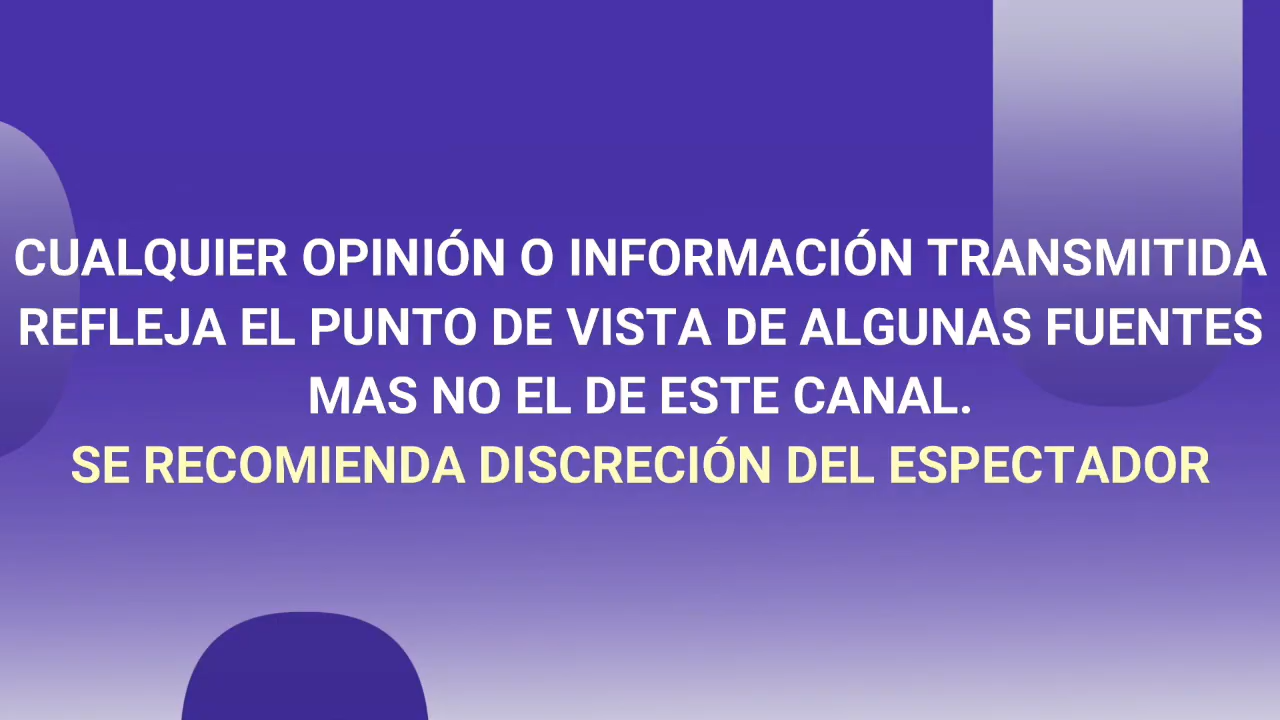 CUALQUIER OPINIÓN O INFORMACIÓN TRANSMITIDA
REFLEJA EL PUNTO DE VISTA DE ALGUNAS FUENTES
MAS NO EL DE ESTE CANAL.
SE RECOMIENDA DISCRECIÓN DEL ESPECTADOR